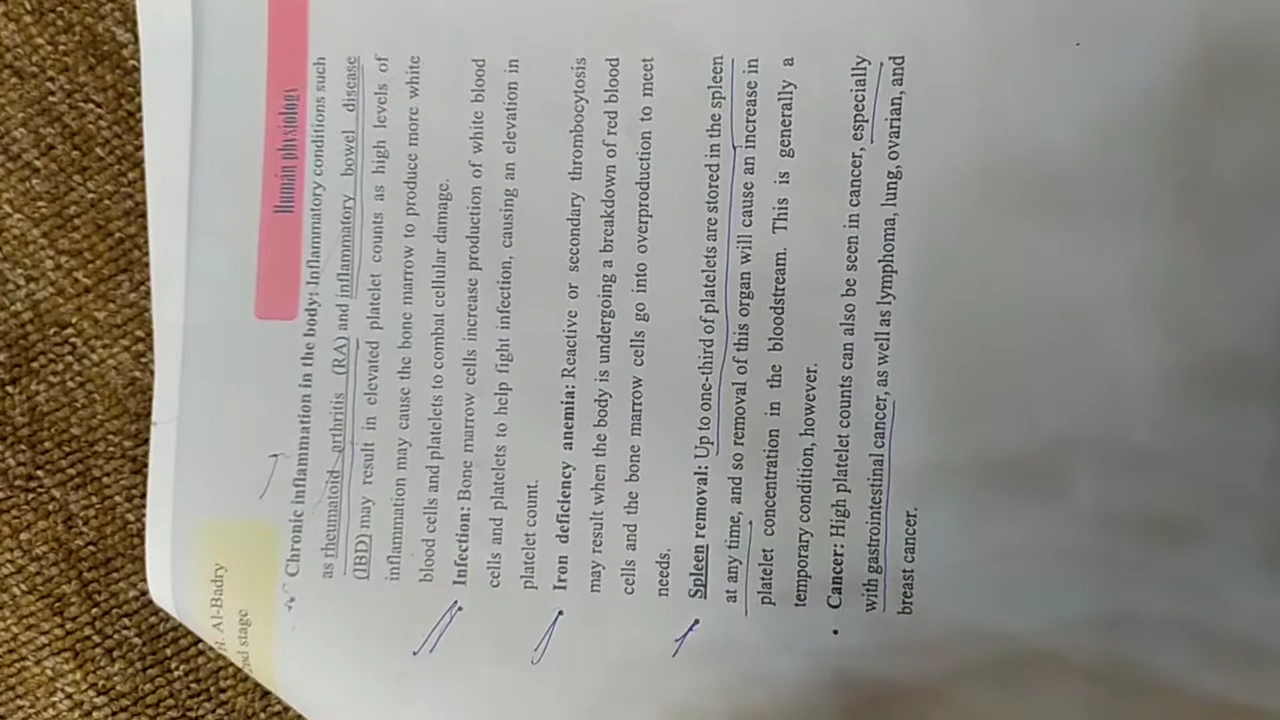 H. Al-Badry
2nd stage
Human physiology
Chronic inflammation in the body: Inflammatory conditions such
as rheumatoid arthritis (RA) and inflammatory bowel disease
(IBD) may result in elevated platelet counts as high levels of
inflammation may cause the bone marrow to produce more white
blood cells and platelets to combat cellular damage.
Infection: Bone marrow cells increase production of white blood
cells and platelets to help fight infection, causing an elevation in
platelet count.
• Iron deficiency anemia: Reactive or secondary thrombocytosis
may result when the body is undergoing a breakdown of red blood
cells and the bone marrow cells go into overproduction to meet
needs.
• Spleen removal: Up to one-third of platelets are stored in the spleen
at any time, and so removal of this organ will cause an increase in
platelet concentration in the bloodstream. This is generally a
temporary condition, however.
• Cancer: High platelet counts can also be seen in cancer, especially
with gastrointestinal cancer, as well as lymphoma, lung, ovarian, and
breast cancer.